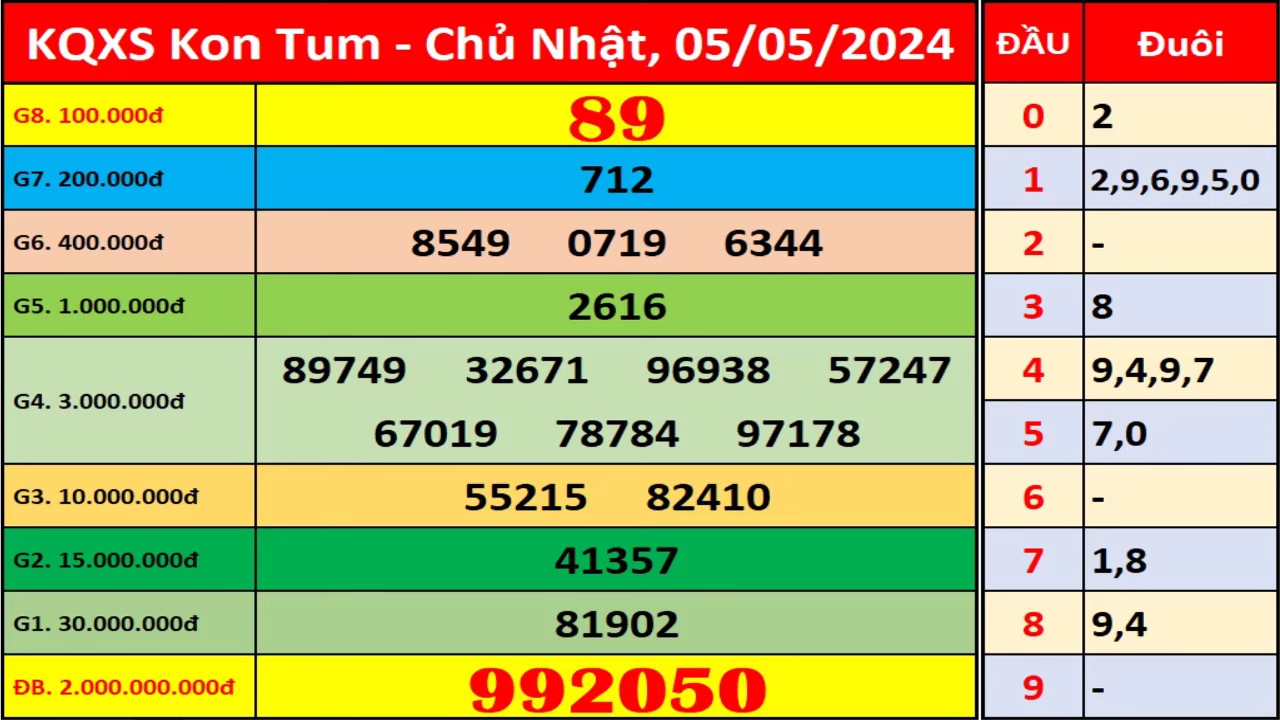 KQXS Kon Tum - Chủ Nhật, 05/05/2024
G8. 100.000đ 89
G7. 200.000đ 712
G6. 400.000đ 8549 0719 6344
G5. 1.000.000đ 2616
G4. 3.000.000đ 89749 32671 96938 57247
67019 78784 97178
G3. 10.000.000đ 55215 82410
G2. 15.000.000đ 41357
G1. 30.000.000đ 81902
ĐB. 2.000.000.000đ 992050
ĐẦU Đuôi
0 2
1 2,9,6,9,5,0
2 -
3 8
4 9,4,9,7
5 7,0
6 -
7 1,8
8 9,4
9 -